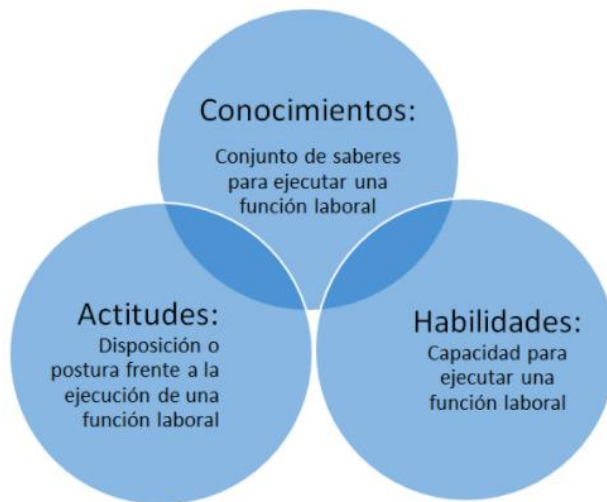 Conocimientos:
Conjunto de saberes
para ejecutar una
función laboral
Actitudes:
Disposición o
postura frente a la
ejecución de una
función laboral
Habilidades:
Capacidad para
ejecutar una
función laboral